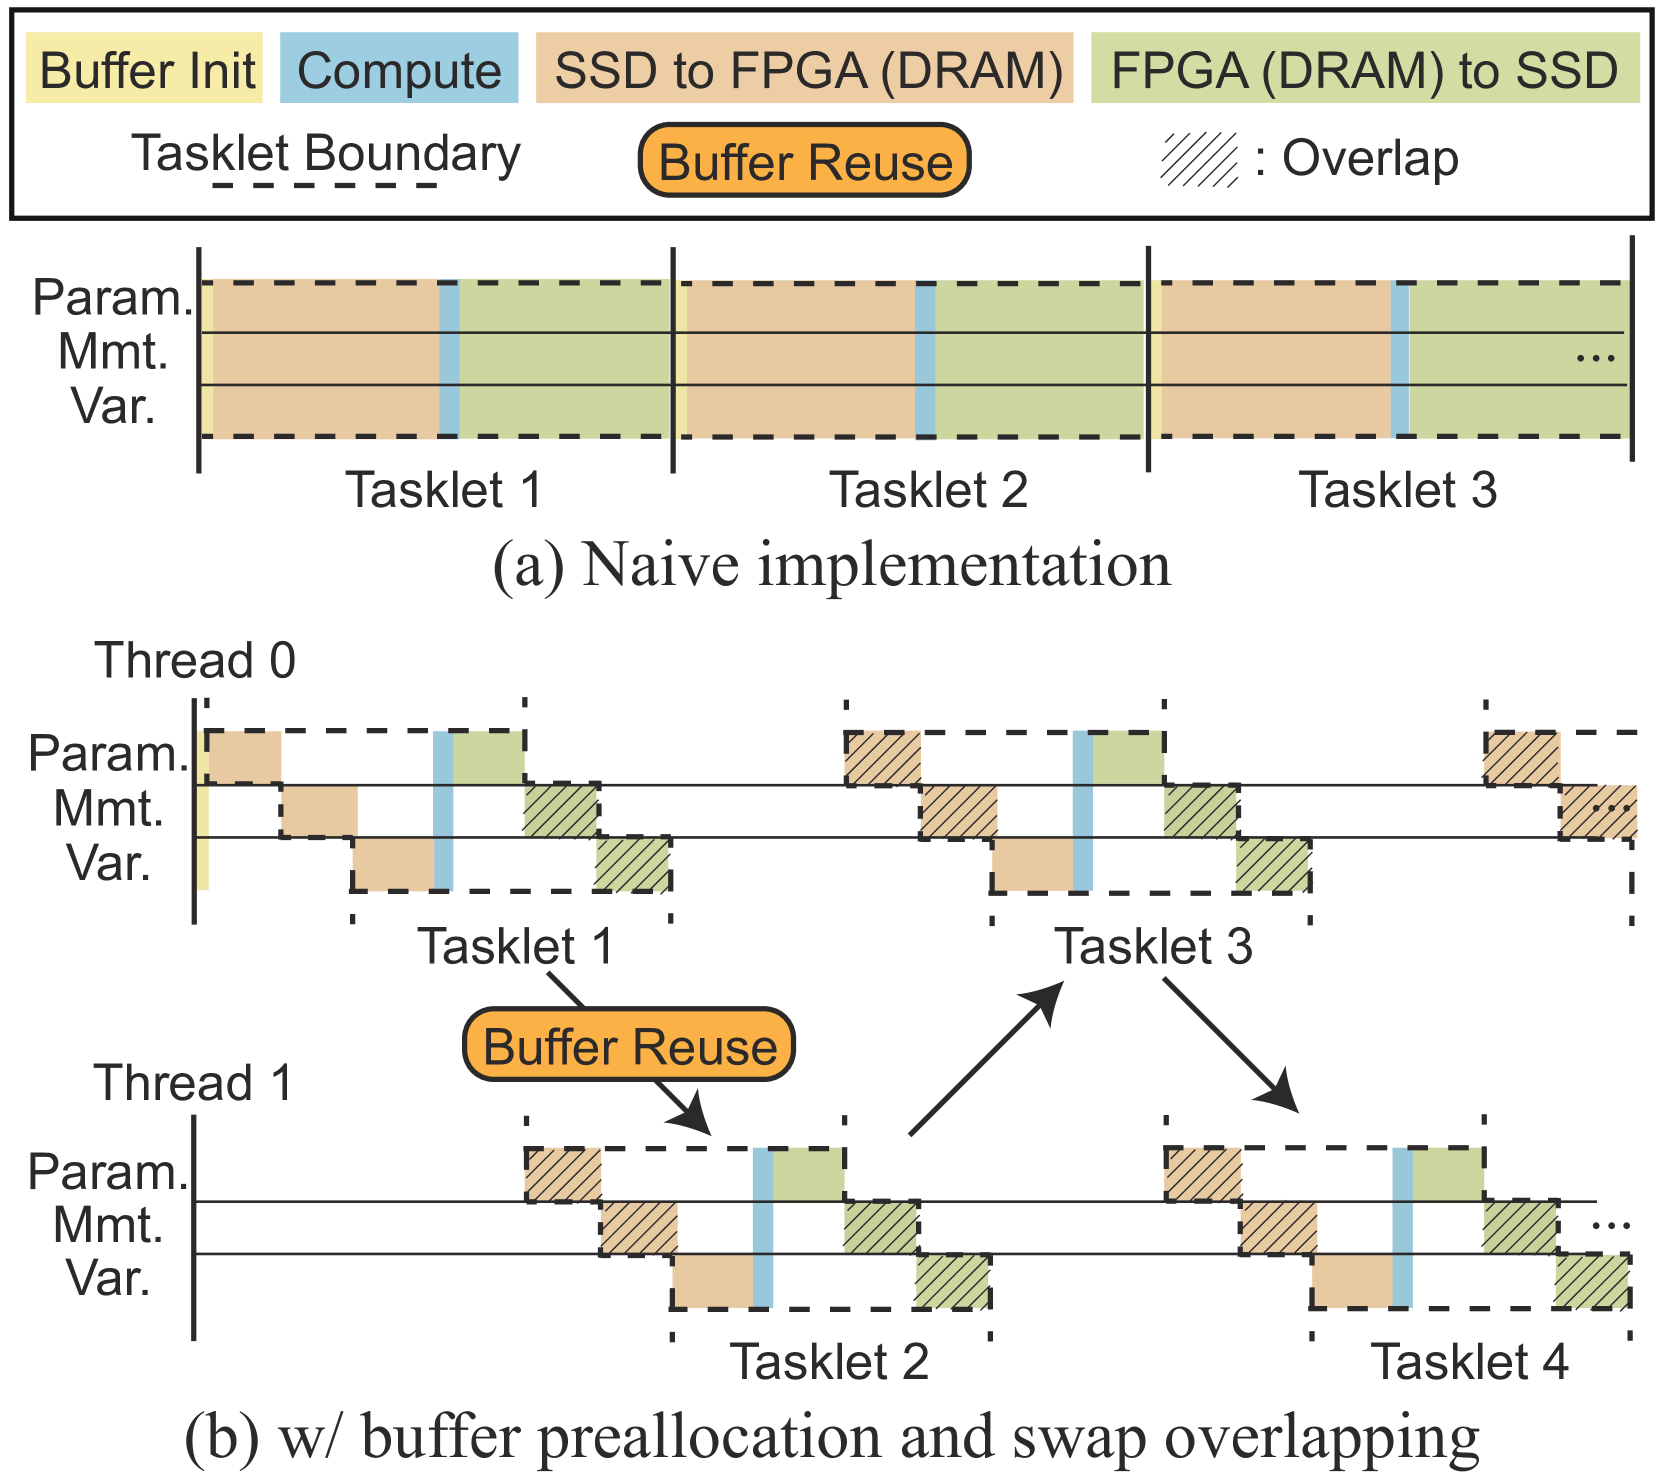 Buffer Init Compute SSD to FPGA (DRAM) FPGA (DRAM) to SSD
Tasklet Boundary Buffer Reuse : Overlap
Param.
Mmt. ...
Var.
Tasklet 1 Tasklet 2 Tasklet 3
(a) Naive implementation
Thread 0
Param.
Mmt. ...
Var.
Tasklet 1 Tasklet 3
Buffer Reuse
Thread 1
Param.
Mmt. ...
Var.
Tasklet 2 Tasklet 4
(b) w/ buffer preallocation and swap overlapping